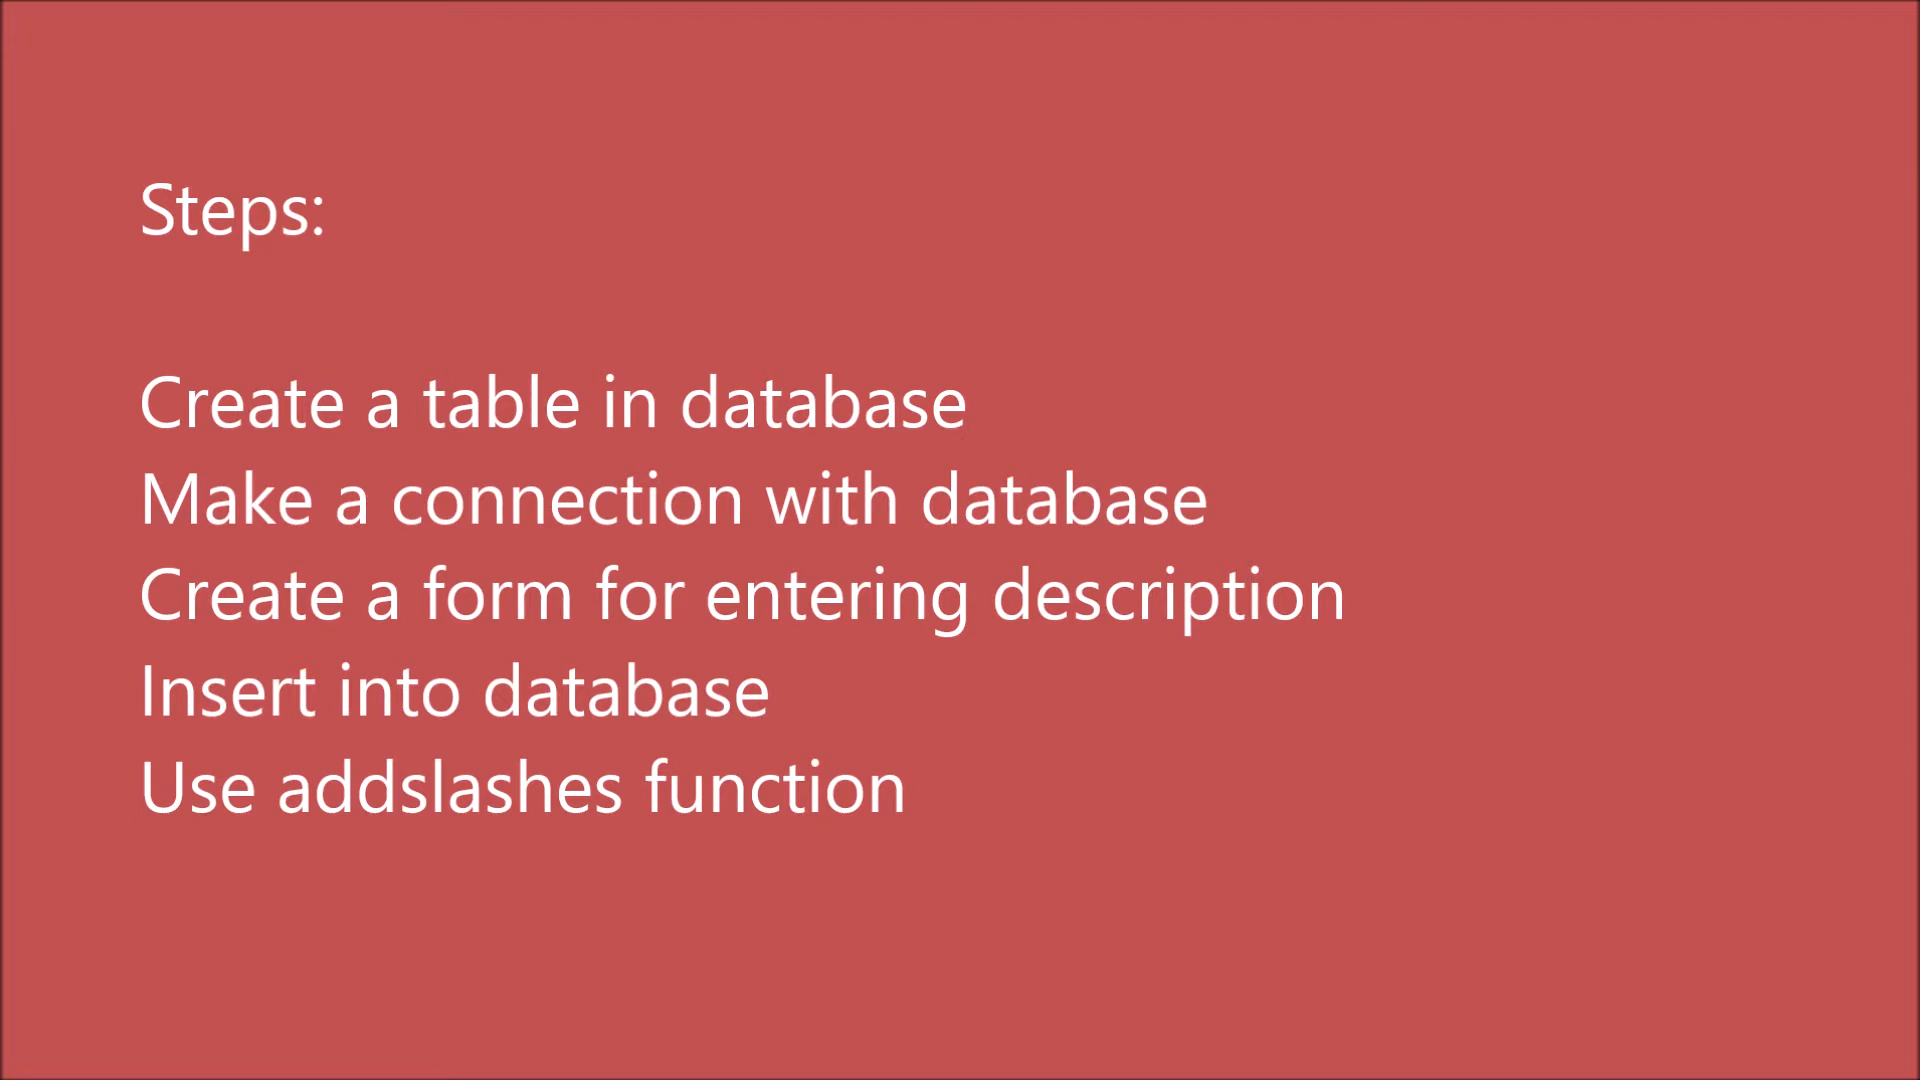 Steps:
Create a table in database
Make a connection with database
Create a form for entering description
Insert into database
Use addslashes function